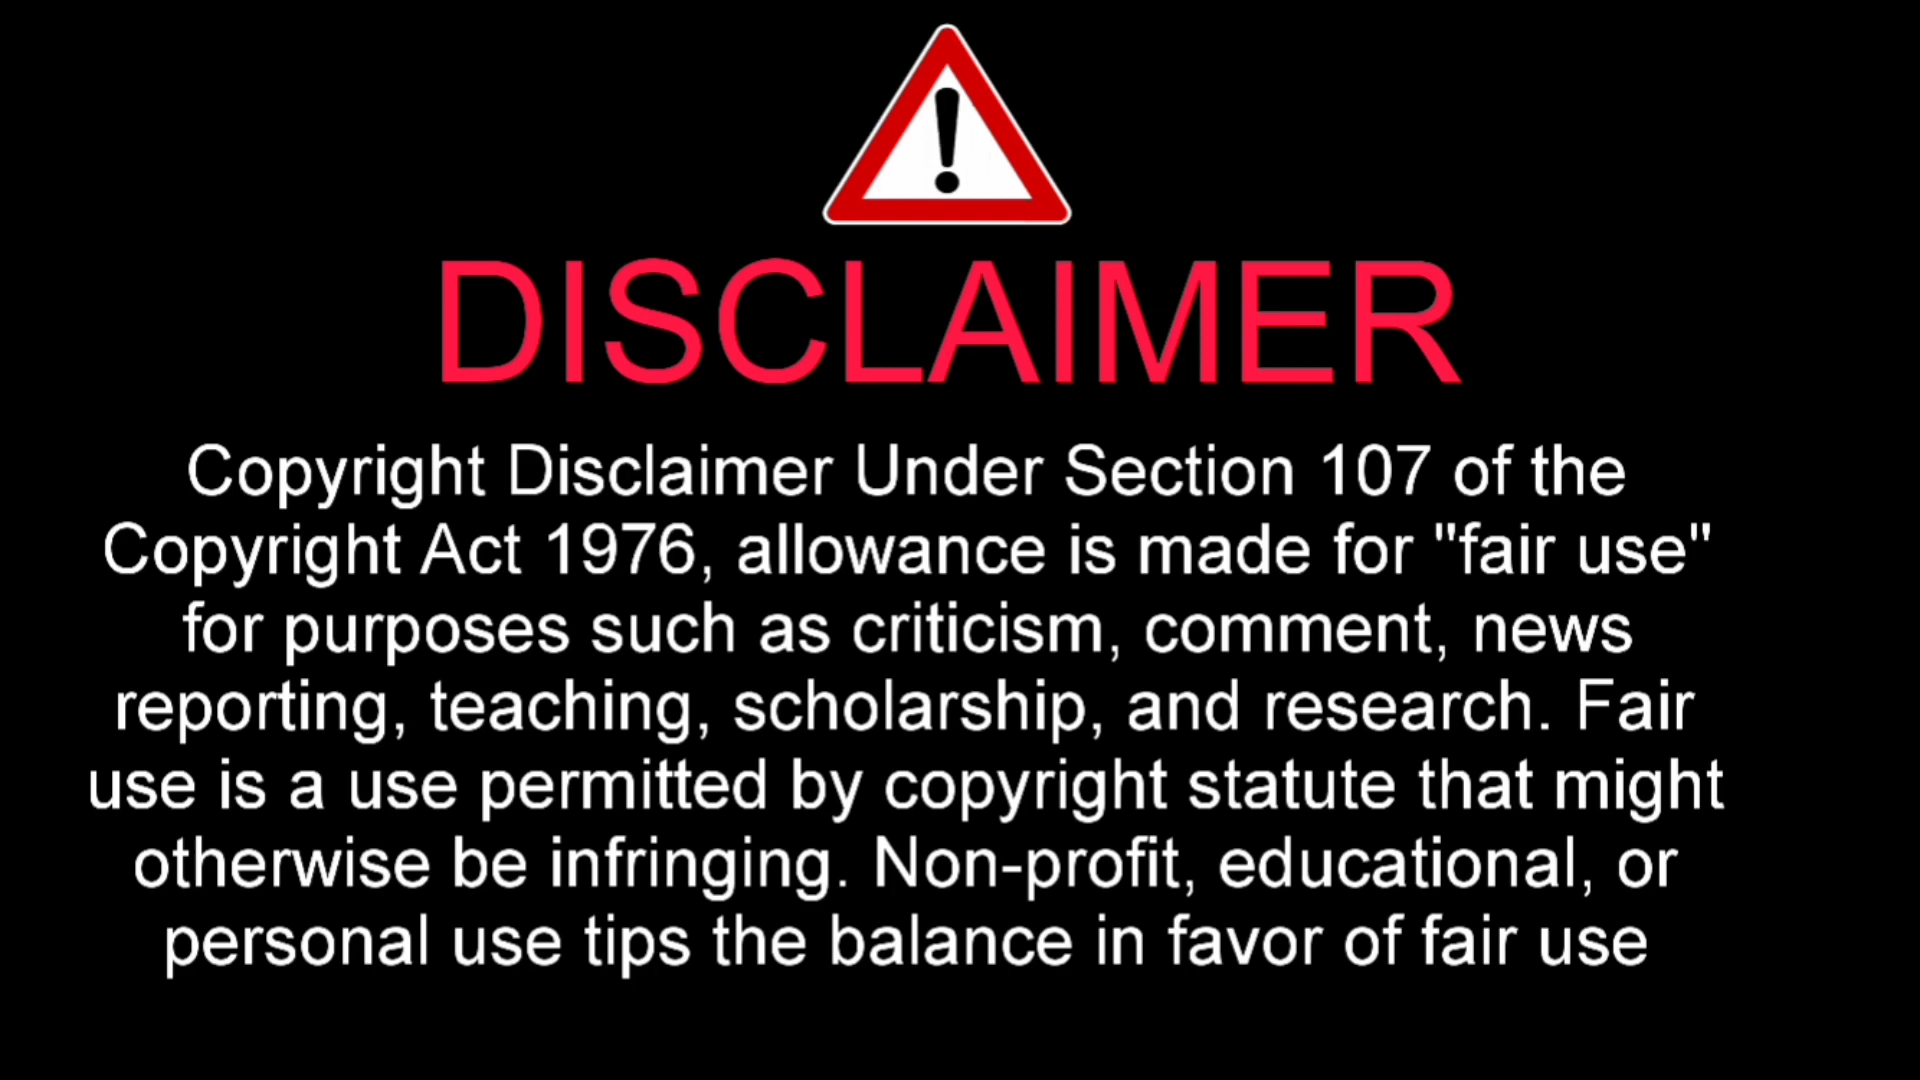 DISCLAIMER
Copyright Disclaimer Under Section 107 of the
Copyright Act 1976, allowance is made for "fair use"
for purposes such as criticism, comment, news
reporting, teaching, scholarship, and research. Fair
use is a use permitted by copyright statute that might
otherwise be infringing. Non-profit, educational, or
personal use tips the balance in favor of fair use